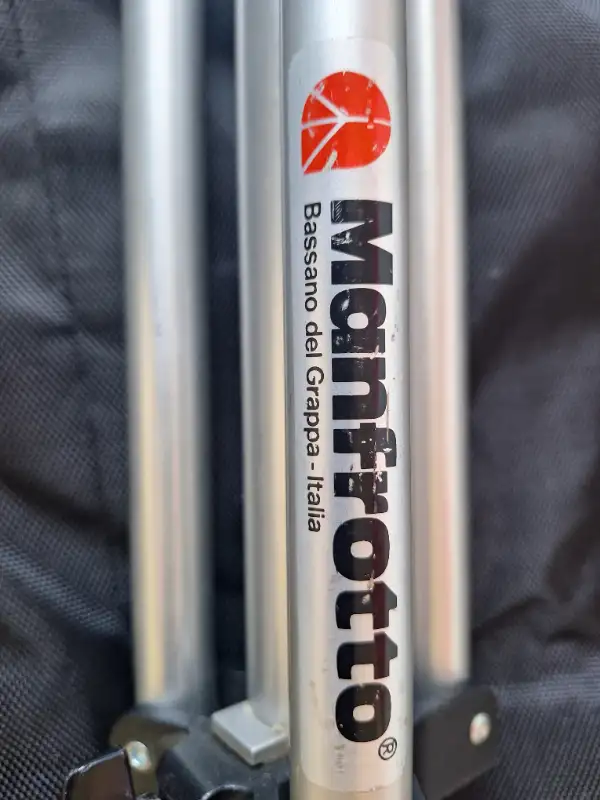 Manfrotto®
Bassano del Grappa - Italia